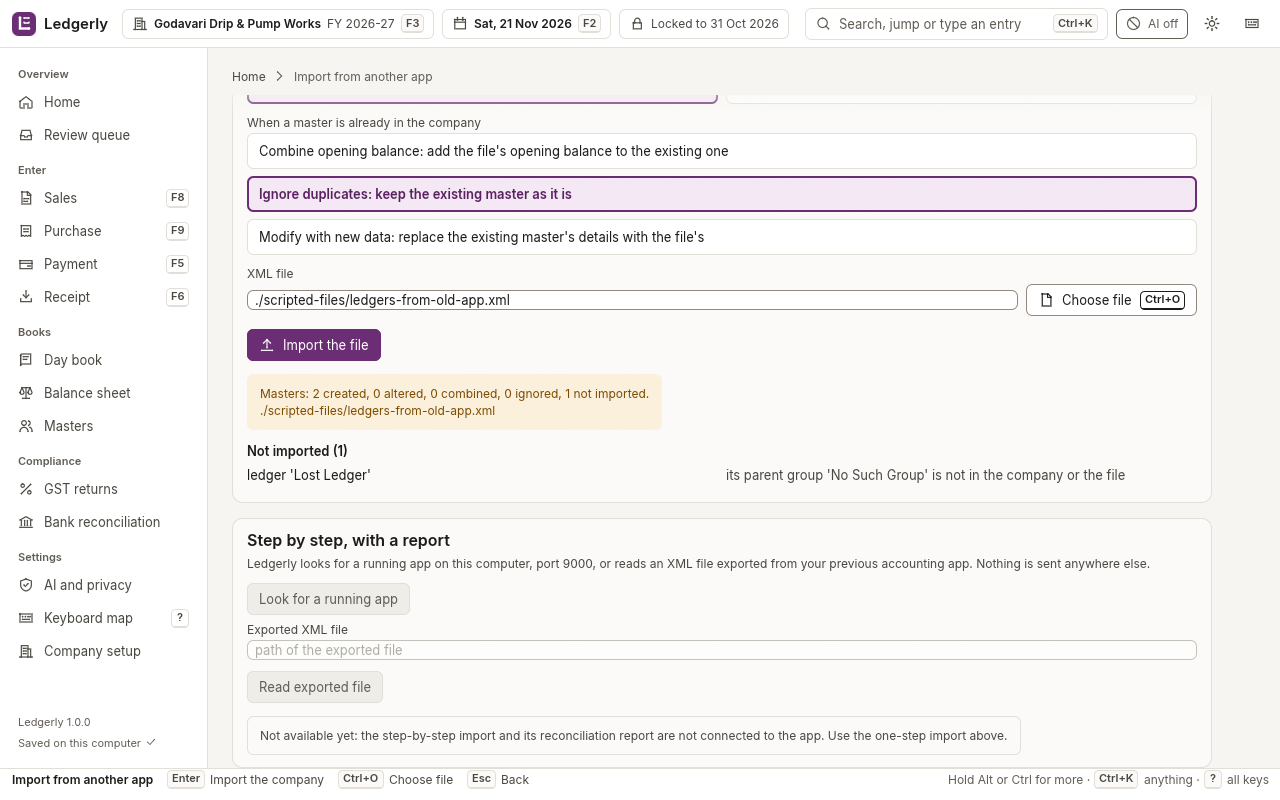 Ledgerly
Godavari Drip & Pump Works FY 2026-27 F3
Sat, 21 Nov 2026 F2
Locked to 31 Oct 2026
Search, jump or type an entry Ctrl+K
AI off
Overview
Home
Review queue
Enter
Sales F8
Purchase F9
Payment F5
Receipt F6
Books
Day book
Balance sheet
Masters
Compliance
GST returns
Bank reconciliation
Settings
AI and privacy
Keyboard map ?
Company setup
Ledgerly 1.0.0
Saved on this computer
Home > Import from another app
When a master is already in the company
Combine opening balance: add the file's opening balance to the existing one
Ignore duplicates: keep the existing master as it is
Modify with new data: replace the existing master's details with the file's
XML file
./scripted-files/ledgers-from-old-app.xml
Choose file Ctrl+O
Import the file
Masters: 2 created, 0 altered, 0 combined, 0 ignored, 1 not imported.
./scripted-files/ledgers-from-old-app.xml
Not imported (1)
ledger 'Lost Ledger' its parent group 'No Such Group' is not in the company or the file
Step by step, with a report
Ledgerly looks for a running app on this computer, port 9000, or reads an XML file exported from your previous accounting app. Nothing is sent anywhere else.
Look for a running app
Exported XML file
path of the exported file
Read exported file
Not available yet: the step-by-step import and its reconciliation report are not connected to the app. Use the one-step import above.
Import from another app Enter Import the company Ctrl+O Choose file Esc Back
Hold Alt or Ctrl for more · Ctrl+K anything · ? all keys